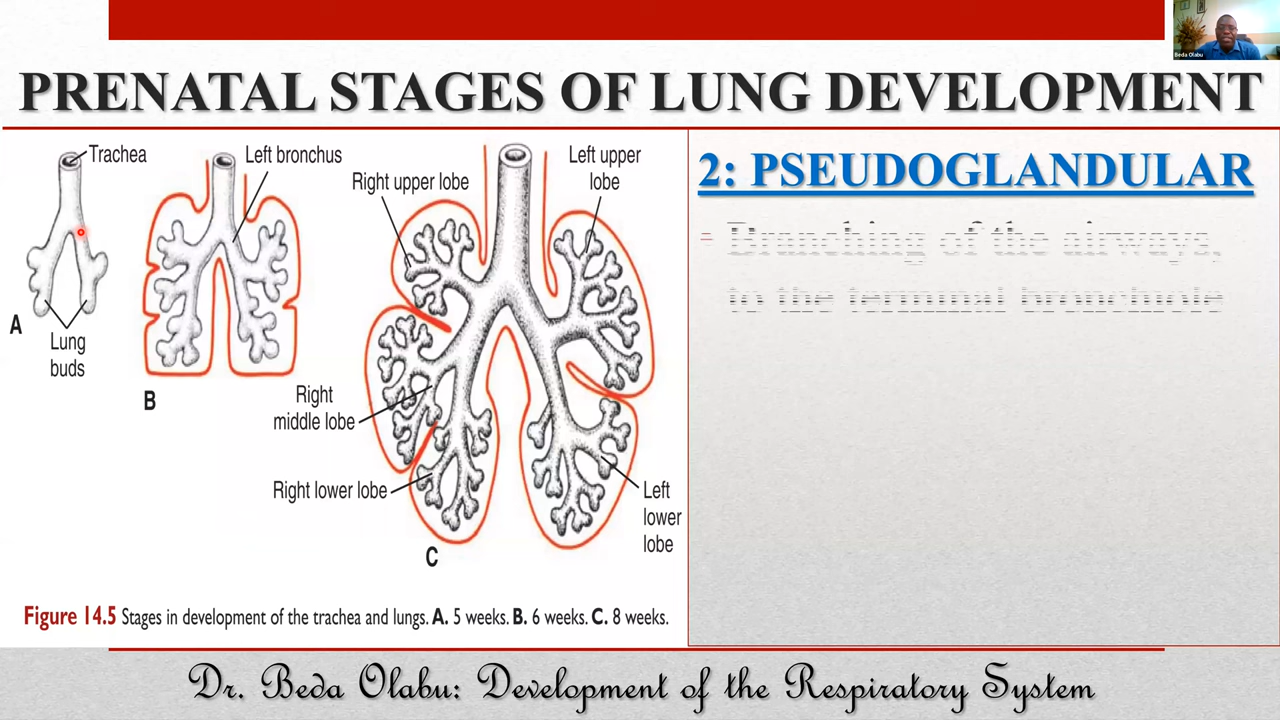 Beda Olabu
PRENATAL STAGES OF LUNG DEVELOPMENT
Trachea
Lung
buds
A
Left bronchus
B
Right upper lobe
Left upper
lobe
Right
middle lobe
Right lower lobe
Left
lower
lobe
C
Figure 14.5 Stages in development of the trachea and lungs. A. 5 weeks. B. 6 weeks. C. 8 weeks.
2: PSEUDOGLANDULAR
- Branching of the airways,
to the terminal bronchiole
Dr. Beda Olabu: Development of the Respiratory System